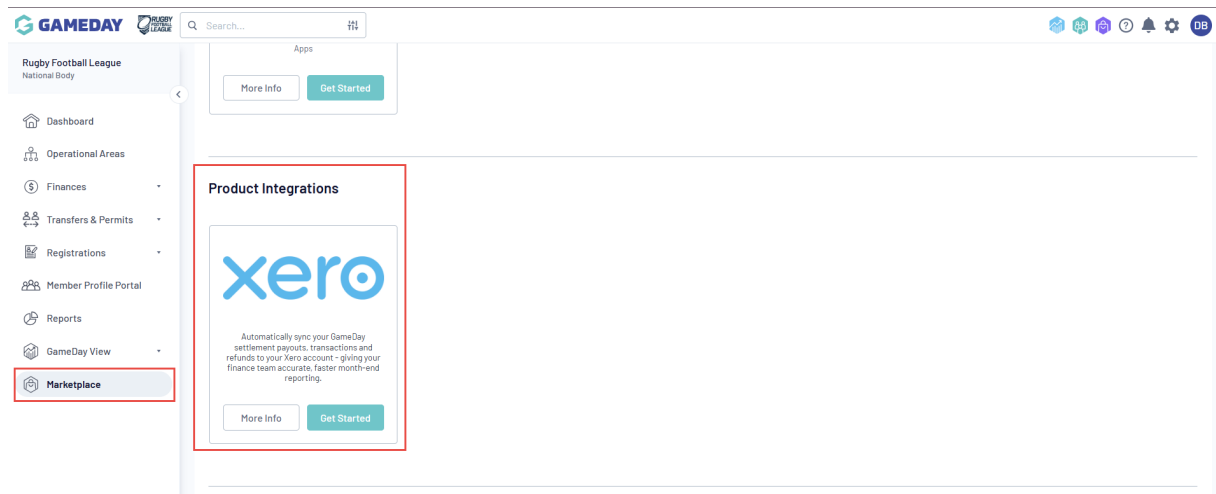 GAMEDAY
RUGBY
FOOTBALL
LEAGUE
Search...
DB
Rugby Football League
National Body
Dashboard
Operational Areas
Finances
Transfers & Permits
Registrations
Member Profile Portal
Reports
GameDay View
Marketplace
Apps
More Info
Get Started
Product Integrations
xero
Automatically sync your GameDay
settlement payouts, transactions and
refunds to your Xero account - giving your
finance team accurate, faster month-end
reporting.
More Info
Get Started